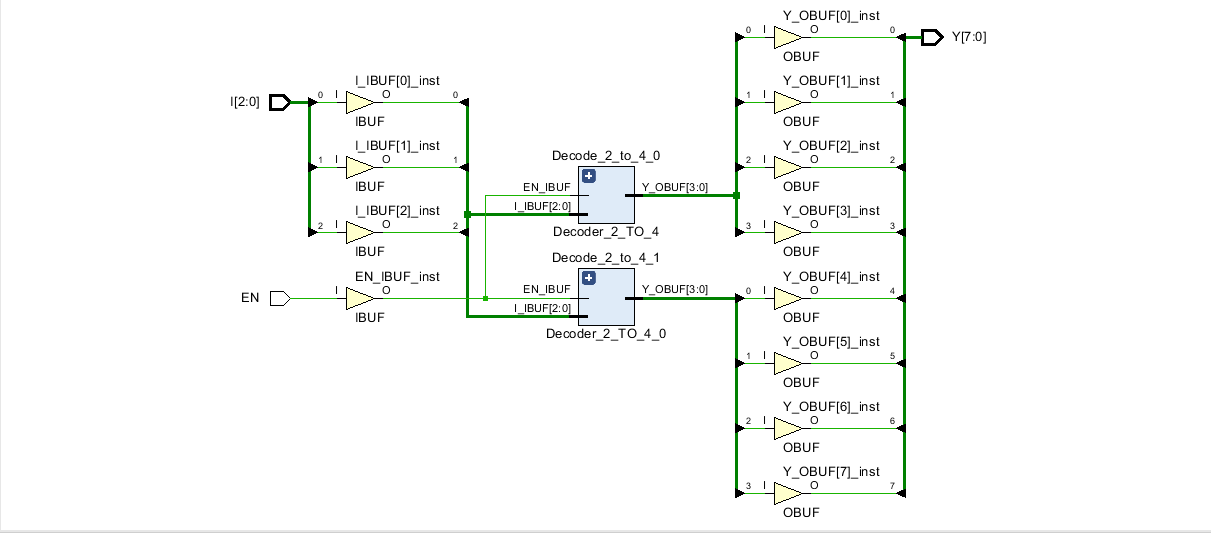 I[2:0]
0
I
I_IBUF[0]_inst
O
0
IBUF
1
I
I_IBUF[1]_inst
O
1
IBUF
2
I
I_IBUF[2]_inst
O
2
IBUF
EN
I
EN_IBUF_inst
O
IBUF
Decode_2_to_4_0
EN_IBUF
I_IBUF[2:0]
Y_OBUF[3:0]
Decoder_2_TO_4
Decode_2_to_4_1
EN_IBUF
I_IBUF[2:0]
Y_OBUF[3:0]
Decoder_2_TO_4_0
Y_OBUF[0]_inst
0
I
O
0
OBUF
Y_OBUF[1]_inst
1
I
O
1
OBUF
Y_OBUF[2]_inst
2
I
O
2
OBUF
Y_OBUF[3]_inst
3
I
O
3
OBUF
Y_OBUF[4]_inst
0
I
O
4
OBUF
Y_OBUF[5]_inst
1
I
O
5
OBUF
Y_OBUF[6]_inst
2
I
O
6
OBUF
Y_OBUF[7]_inst
3
I
O
7
OBUF
Y[7:0]